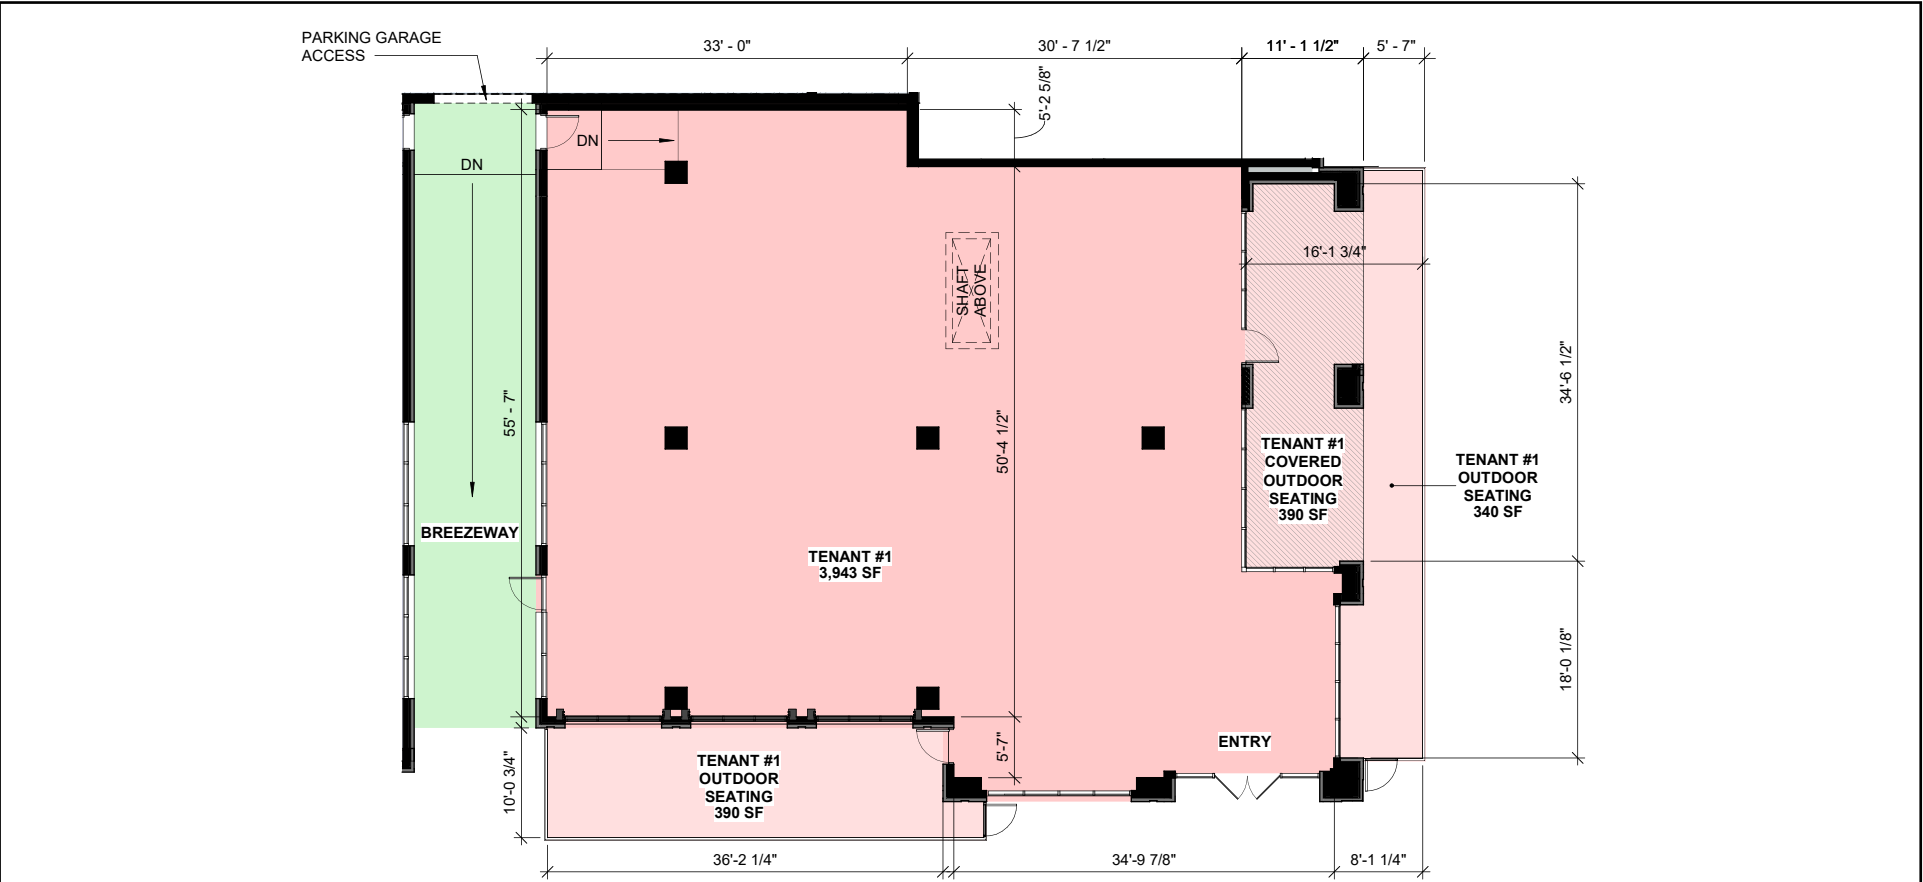 PARKING GARAGE
ACCESS
33' - 0"
30' - 7 1/2"
11' - 1 1/2"
5' - 7"
5'-2 5/8"
DN
DN
16'-1 3/4"
SHAFT
ABOVE
34'-6 1/2"
55' - 7"
50'-4 1/2"
TENANT #1
COVERED
OUTDOOR
SEATING
390 SF
TENANT #1
OUTDOOR
SEATING
340 SF
BREEZEWAY
TENANT #1
3,943 SF
18'-0 1/8"
ENTRY
5'-7"
TENANT #1
OUTDOOR
SEATING
390 SF
10'-0 3/4"
36'-2 1/4"
34'-9 7/8"
8'-1 1/4"